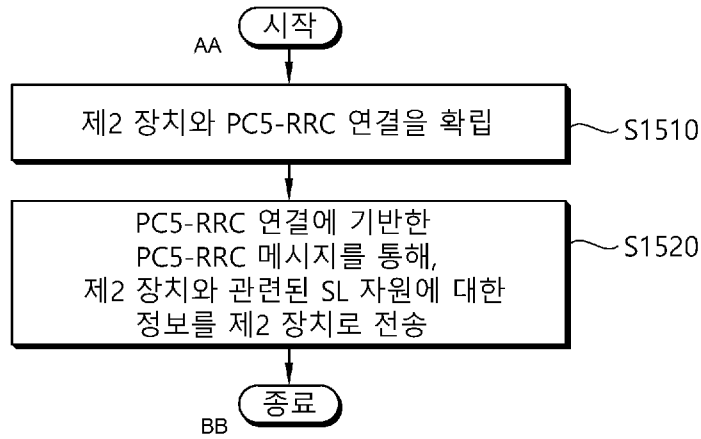 시작
AA
제2 장치와 PC5-RRC 연결을 확립
S1510
PC5-RRC 연결에 기반한
PC5-RRC 메시지를 통해,
제2 장치와 관련된 SL 자원에 대한
정보를 제2 장치로 전송
S1520
종료
BB